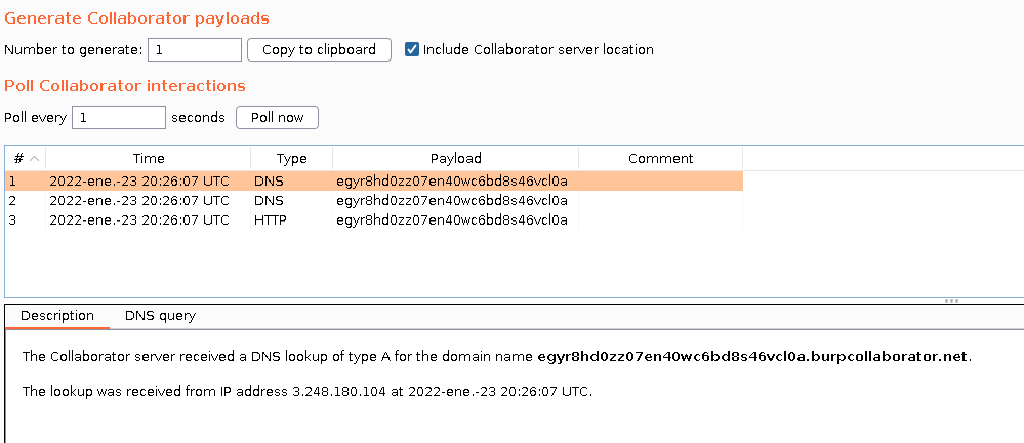 Generate Collaborator payloads
Number to generate: 1 Copy to clipboard Include Collaborator server location
Poll Collaborator interactions
Poll every 1 seconds Poll now
# Time Type Payload Comment
1 2022-ene.-23 20:26:07 UTC DNS egyr8hd0zz07en40wc6bd8s46vcl0a
2 2022-ene.-23 20:26:07 UTC DNS egyr8hd0zz07en40wc6bd8s46vcl0a
3 2022-ene.-23 20:26:07 UTC HTTP egyr8hd0zz07en40wc6bd8s46vcl0a
Description DNS query
The Collaborator server received a DNS lookup of type A for the domain name egyr8hd0zz07en40wc6bd8s46vcl0a.burpcollaborator.net.
The lookup was received from IP address 3.248.180.104 at 2022-ene.-23 20:26:07 UTC.